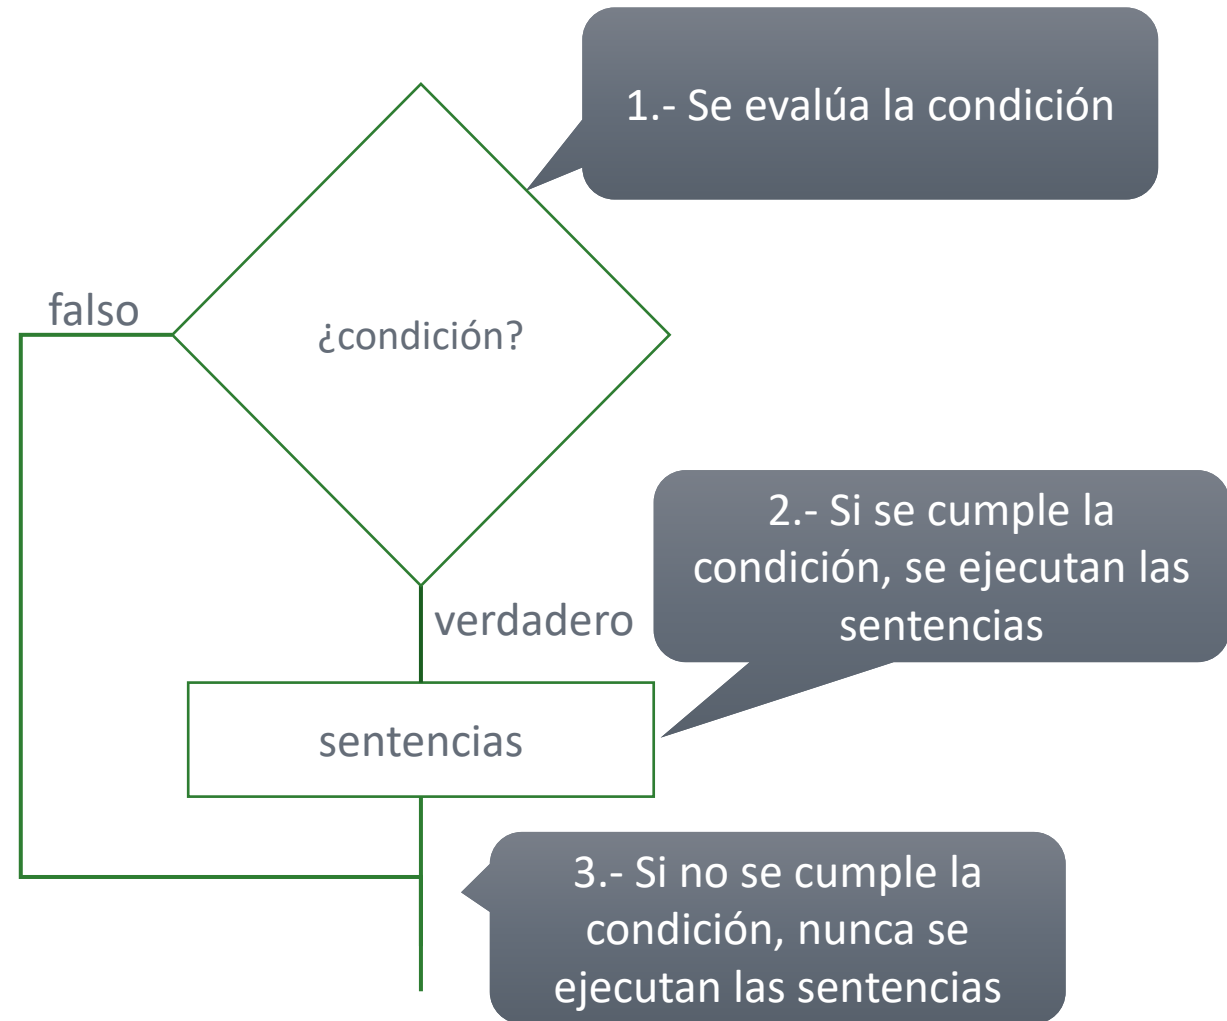 1.- Se evalúa la condición
falso
¿condición?
2.- Si se cumple la
condición, se ejecutan las
sentencias
verdadero
sentencias
3.- Si no se cumple la
condición, nunca se
ejecutan las sentencias